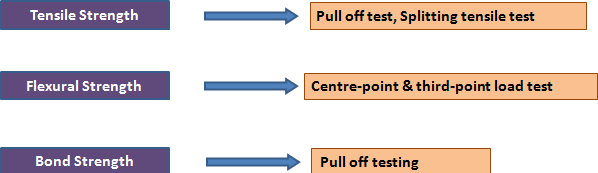 Tensile Strength
Pull off test, Splitting tensile test
Flexural Strength
Centre-point & third-point load test
Bond Strength
Pull off testing